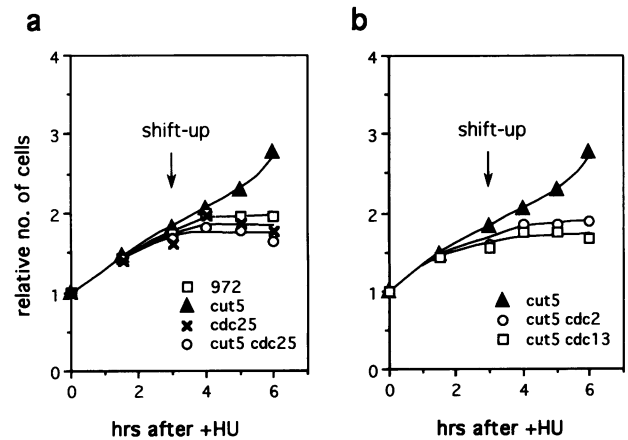 a
relative no. of cells
4
3
2
1
0
0 2 4 6
hrs after +HU
shift-up
972
cut5
cdc25
cut5 cdc25
b
4
3
2
1
0
0 2 4 6
hrs after +HU
shift-up
cut5
cut5 cdc2
cut5 cdc13